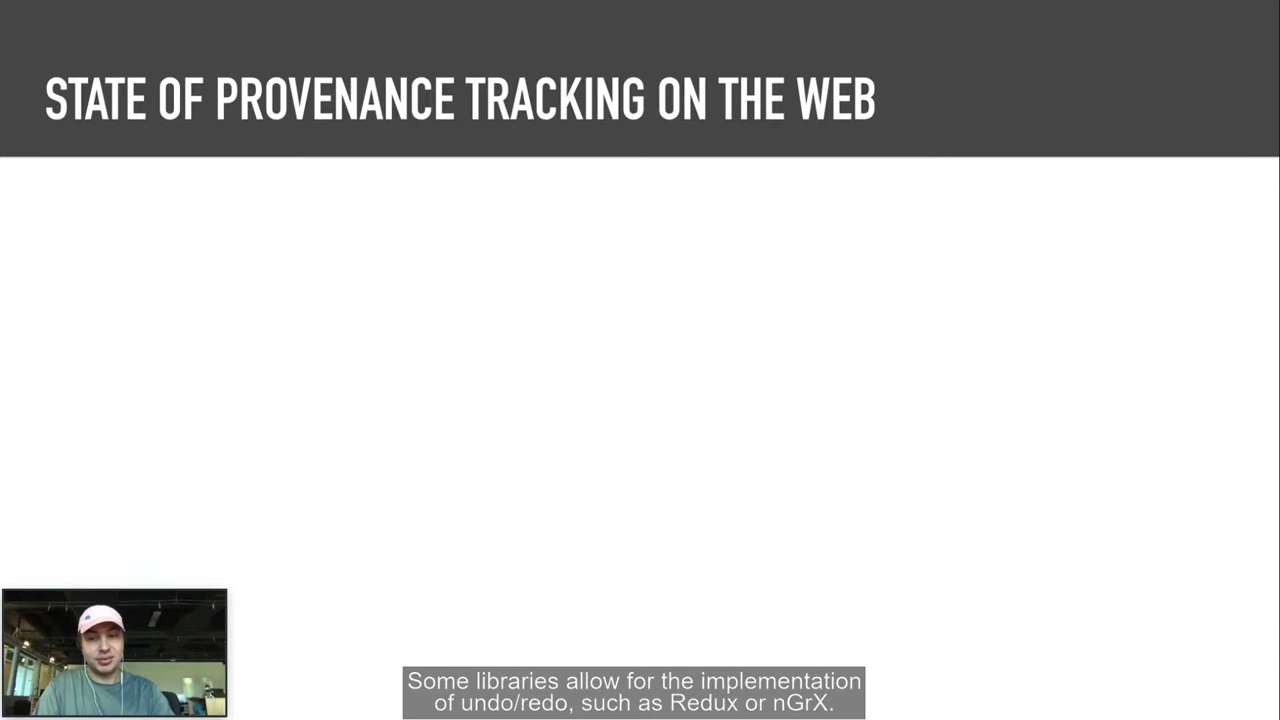 STATE OF PROVENANCE TRACKING ON THE WEB
Some libraries allow for the implementation
of undo/redo, such as Redux or nGrX.